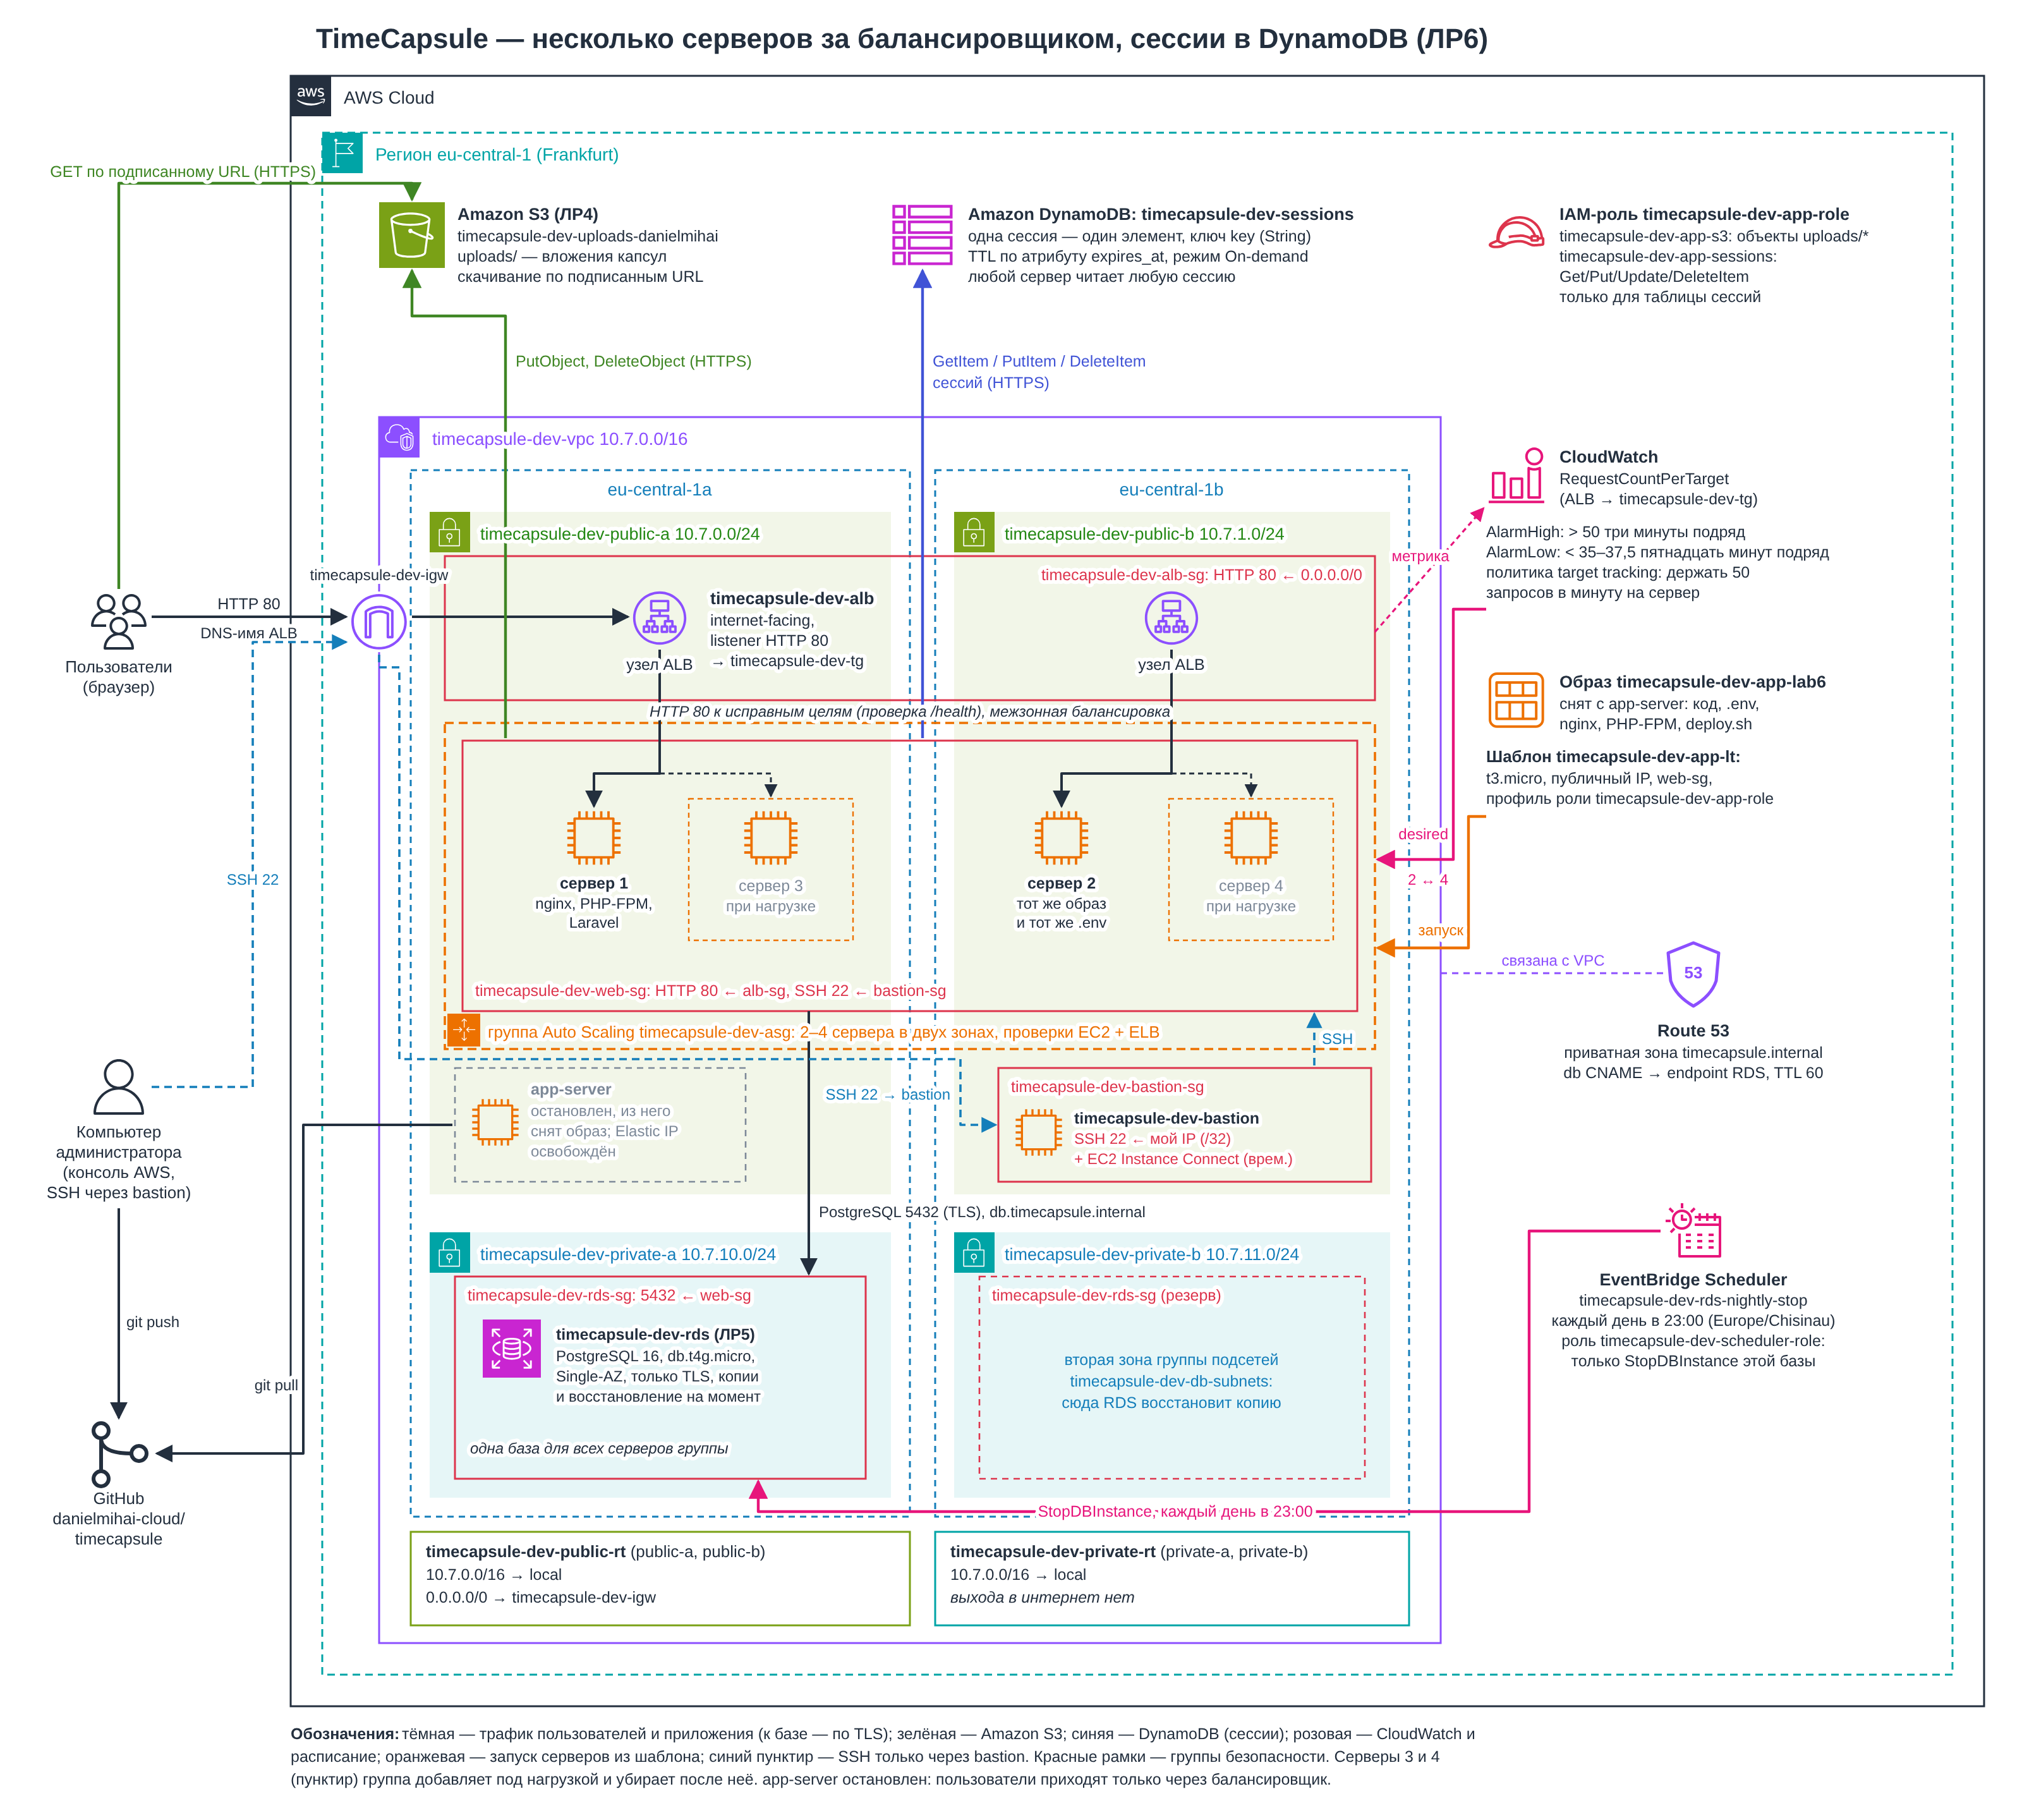 TimeCapsule — несколько серверов за балансировщиком, сессии в DynamoDB (ЛР6)
aws
AWS Cloud
Регион eu-central-1 (Frankfurt)
GET по подписанному URL (HTTPS)
Amazon S3 (ЛР4)
timecapsule-dev-uploads-danielmihai
uploads/ — вложения капсул
скачивание по подписанным URL
Amazon DynamoDB: timecapsule-dev-sessions
одна сессия — один элемент, ключ key (String)
TTL по атрибуту expires_at, режим On-demand
любой сервер читает любую сессию
IAM-роль timecapsule-dev-app-role
timecapsule-dev-app-s3: объекты uploads/*
timecapsule-dev-app-sessions:
Get/Put/Update/DeleteItem
только для таблицы сессий
PutObject, DeleteObject (HTTPS)
GetItem / PutItem / DeleteItem
сессий (HTTPS)
timecapsule-dev-vpc 10.7.0.0/16
eu-central-1a
eu-central-1b
CloudWatch
RequestCountPerTarget
(ALB → timecapsule-dev-tg)
AlarmHigh: > 50 три минуты подряд
AlarmLow: < 35–37,5 пятнадцать минут подряд
политика target tracking: держать 50
запросов в минуту на сервер
метрика
timecapsule-dev-public-a 10.7.0.0/24
timecapsule-dev-public-b 10.7.1.0/24
timecapsule-dev-igw
timecapsule-dev-alb-sg: HTTP 80 ← 0.0.0.0/0
HTTP 80
DNS-имя ALB
Пользователи
(браузер)
узел ALB
timecapsule-dev-alb
internet-facing,
listener HTTP 80
→ timecapsule-dev-tg
узел ALB
HTTP 80 к исправным целям (проверка /health), межзонная балансировка
Образ timecapsule-dev-app-lab6
снят с app-server: код, .env,
nginx, PHP-FPM, deploy.sh
Шаблон timecapsule-dev-app-lt:
t3.micro, публичный IP, web-sg,
профиль роли timecapsule-dev-app-role
desired
2 ↔ 4
запуск
SSH 22
сервер 1
nginx, PHP-FPM,
Laravel
сервер 3
при нагрузке
сервер 2
тот же образ
и тот же .env
сервер 4
при нагрузке
timecapsule-dev-web-sg: HTTP 80 ← alb-sg, SSH 22 ← bastion-sg
группа Auto Scaling timecapsule-dev-asg: 2–4 сервера в двух зонах, проверки EC2 + ELB
SSH
связана с VPC
53
Route 53
приватная зона timecapsule.internal
db CNAME → endpoint RDS, TTL 60
app-server
остановлен, из него
снят образ; Elastic IP
освобождён
SSH 22 → bastion
timecapsule-dev-bastion-sg
timecapsule-dev-bastion
SSH 22 ← мой IP (/32)
+ EC2 Instance Connect (врем.)
Компьютер
администратора
(консоль AWS,
SSH через bastion)
PostgreSQL 5432 (TLS), db.timecapsule.internal
timecapsule-dev-private-a 10.7.10.0/24
timecapsule-dev-private-b 10.7.11.0/24
timecapsule-dev-rds-sg: 5432 ← web-sg
timecapsule-dev-rds (ЛР5)
PostgreSQL 16, db.t4g.micro,
Single-AZ, только TLS, копии
и восстановление на момент
одна база для всех серверов группы
timecapsule-dev-rds-sg (резерв)
вторая зона группы подсетей
timecapsule-dev-db-subnets:
сюда RDS восстановит копию
EventBridge Scheduler
timecapsule-dev-rds-nightly-stop
каждый день в 23:00 (Europe/Chisinau)
роль timecapsule-dev-scheduler-role:
только StopDBInstance этой базы
git push
git pull
GitHub
danielmihai-cloud/
timecapsule
StopDBInstance, каждый день в 23:00
timecapsule-dev-public-rt (public-a, public-b)
10.7.0.0/16 → local
0.0.0.0/0 → timecapsule-dev-igw
timecapsule-dev-private-rt (private-a, private-b)
10.7.0.0/16 → local
выхода в интернет нет
Обозначения: тёмная — трафик пользователей и приложения (к базе — по TLS); зелёная — Amazon S3; синяя — DynamoDB (сессии); розовая — CloudWatch и
расписание; оранжевая — запуск серверов из шаблона; синий пунктир — SSH только через bastion. Красные рамки — группы безопасности. Серверы 3 и 4
(пунктир) группа добавляет под нагрузкой и убирает после неё. app-server остановлен: пользователи приходят только через балансировщик.